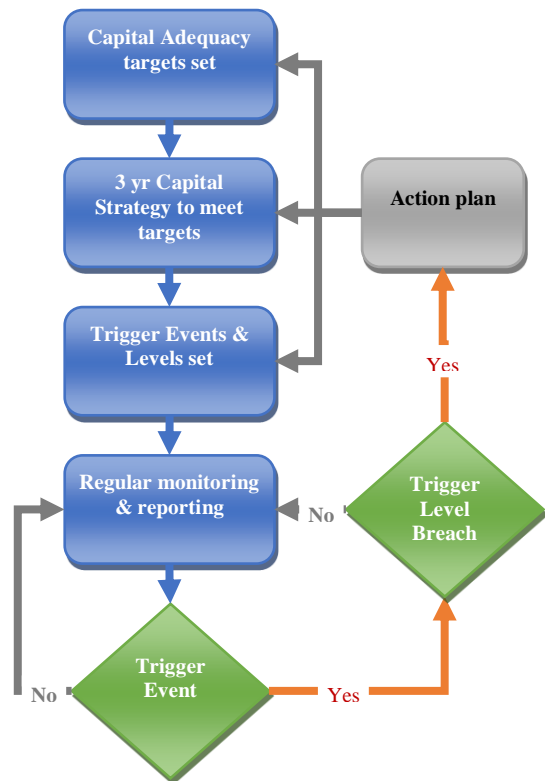 Capital Adequacy
targets set
3 yr Capital
Strategy to meet
targets
Action plan
Trigger Events &
Levels set
Yes
Regular monitoring
& reporting
Trigger
Level
Breach
No
Trigger
Event
No
Yes